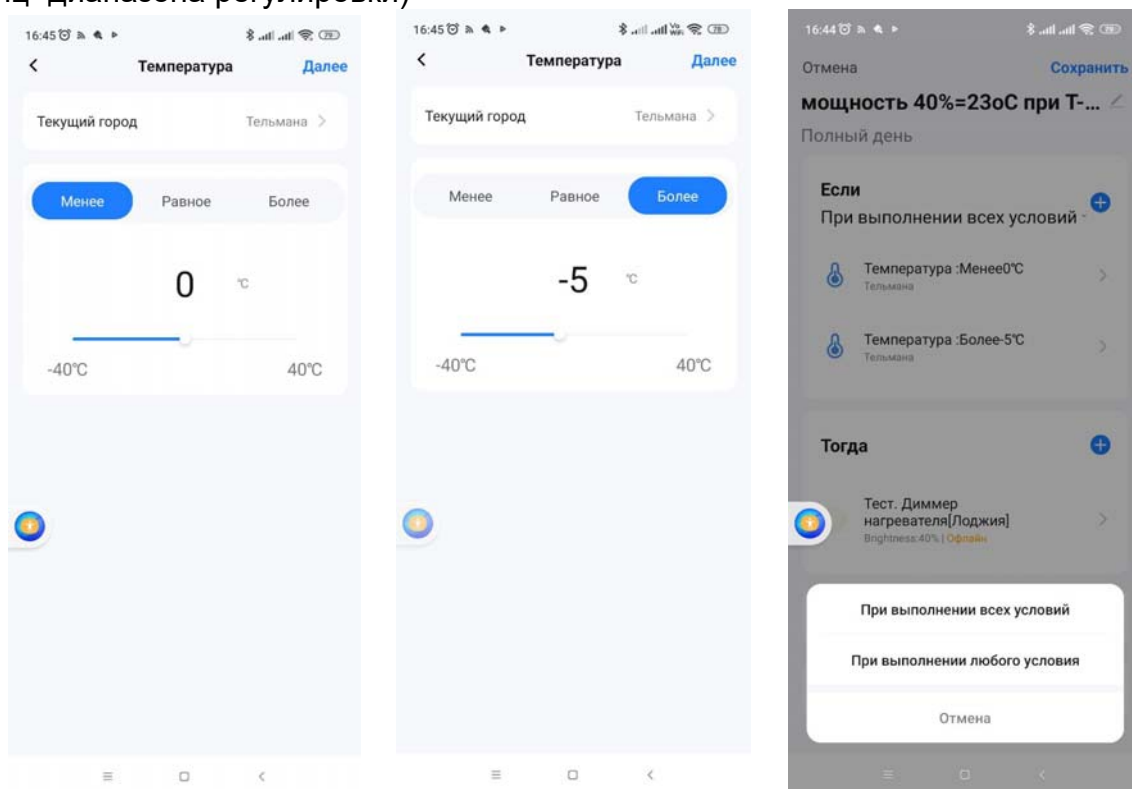 диапазона регулировки)
16:45
Температура Далее
Текущий город Тельмана
Менее Равное Более
0 °C
-40°C 40°C
16:45
Температура Далее
Текущий город Тельмана
Менее Равное Более
-5 °C
-40°C 40°C
16:44
Отмена Сохранить
мощность 40%=23оС при Т-...
Полный день
Если
При выполнении всех условий
Температура :Менее0°C
Тельмана
Температура :Более-5°C
Тельмана
Тогда
Тест. Диммер
нагревателя[Лоджия]
Brightness:40% | Офлайн
При выполнении всех условий
При выполнении любого условия
Отмена